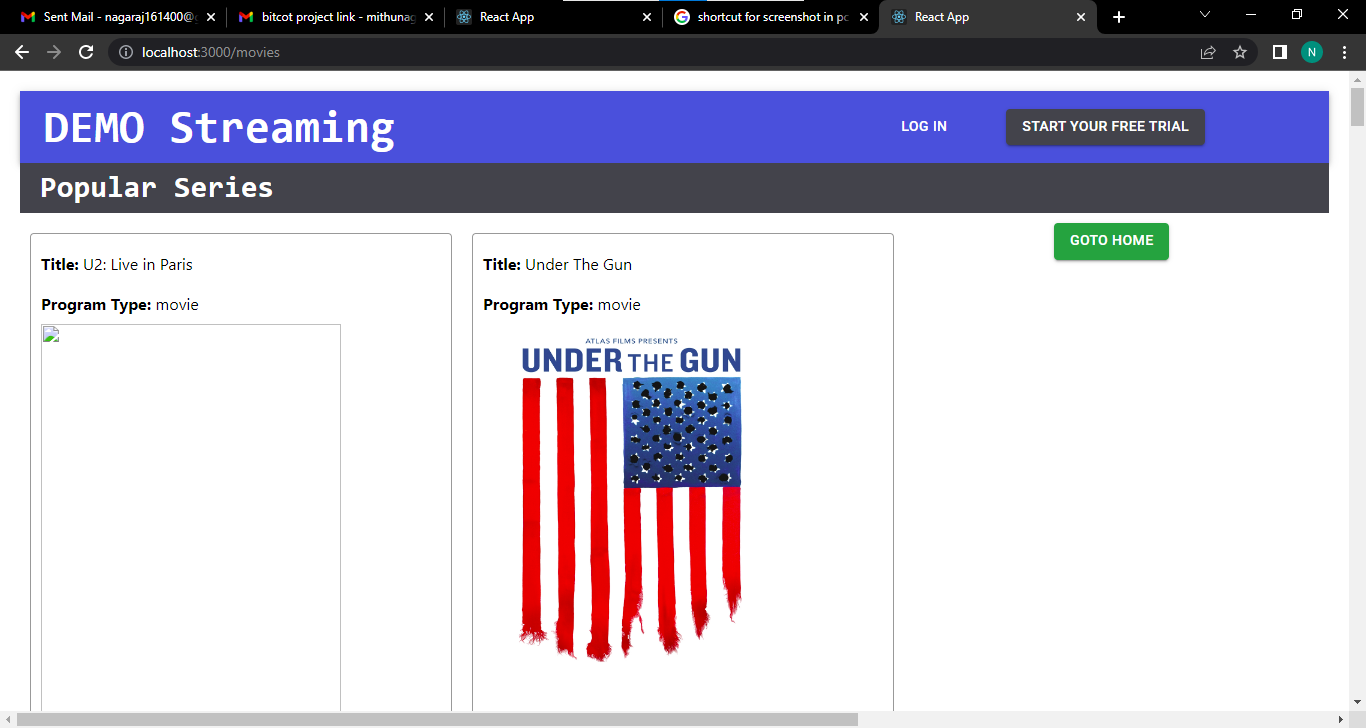 Sent Mail - nagaraj161400@
bitcot project link - mithunag
React App
shortcut for screenshot in pc
React App
localhost:3000/movies
N
DEMO Streaming
LOG IN
START YOUR FREE TRIAL
Popular Series
GOTO HOME
Title: U2: Live in Paris
Program Type: movie
Title: Under The Gun
Program Type: movie
ATLAS FILMS PRESENTS
UNDER THE GUN